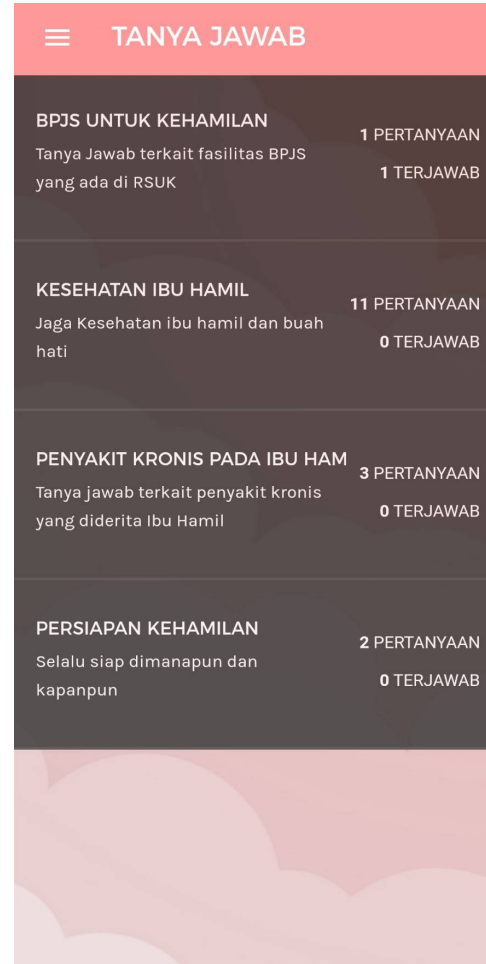 TANYA JAWAB
BPJS UNTUK KEHAMILAN
Tanya Jawab terkait fasilitas BPJS
yang ada di RSUK
1 PERTANYAAN
1 TERJAWAB
KESEHATAN IBU HAMIL
Jaga Kesehatan ibu hamil dan buah
hati
11 PERTANYAAN
0 TERJAWAB
PENYAKIT KRONIS PADA IBU HAM
Tanya jawab terkait penyakit kronis
yang diderita Ibu Hamil
3 PERTANYAAN
0 TERJAWAB
PERSIAPAN KEHAMILAN
Selalu siap dimanapun dan
kapanpun
2 PERTANYAAN
0 TERJAWAB